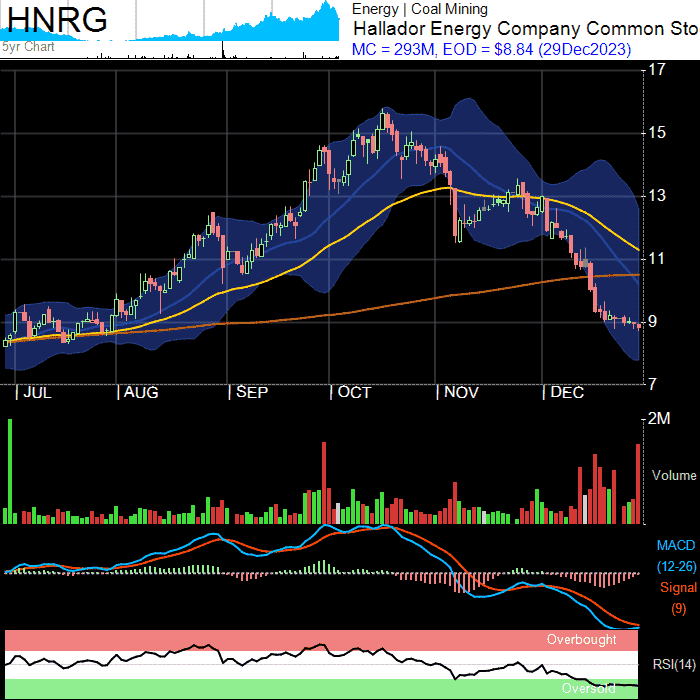 HNRG
5yr Chart
Energy | Coal Mining
Hallador Energy Company Common Sto
MC = 293M, EOD = $8.84 (29Dec2023)
17
15
13
11
9
7
| JUL | AUG | SEP | OCT | NOV | DEC
2M
Volume
MACD
(12-26)
Signal
(9)
Overbought
RSI(14)
Oversold